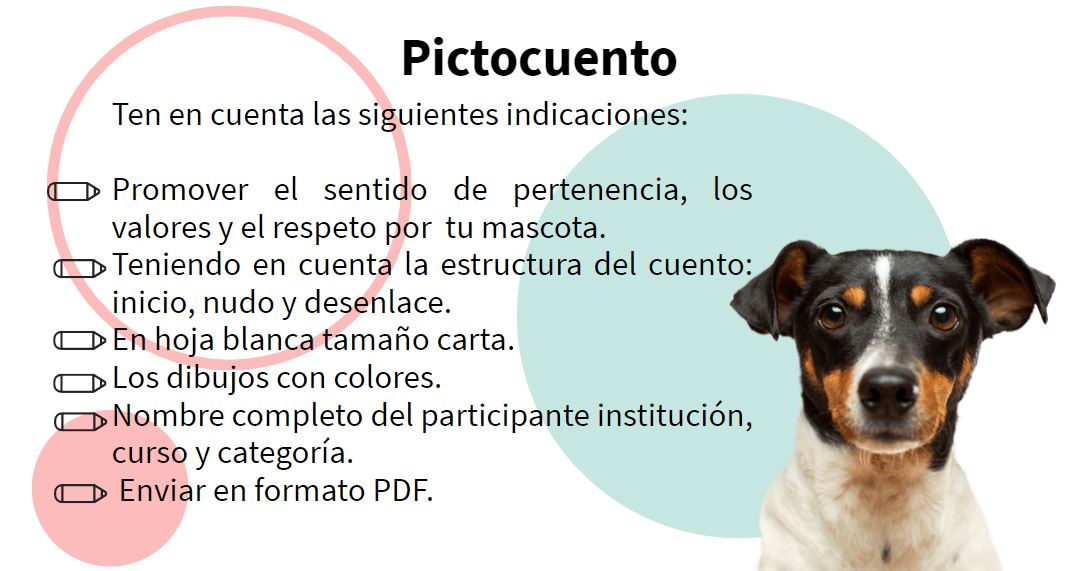 Pictocuento
Ten en cuenta las siguientes indicaciones:
Promover el sentido de pertenencia, los
valores y el respeto por tu mascota.
Teniendo en cuenta la estructura del cuento:
inicio, nudo y desenlace.
En hoja blanca tamaño carta.
Los dibujos con colores.
Nombre completo del participante institución,
curso y categoría.
Enviar en formato PDF.